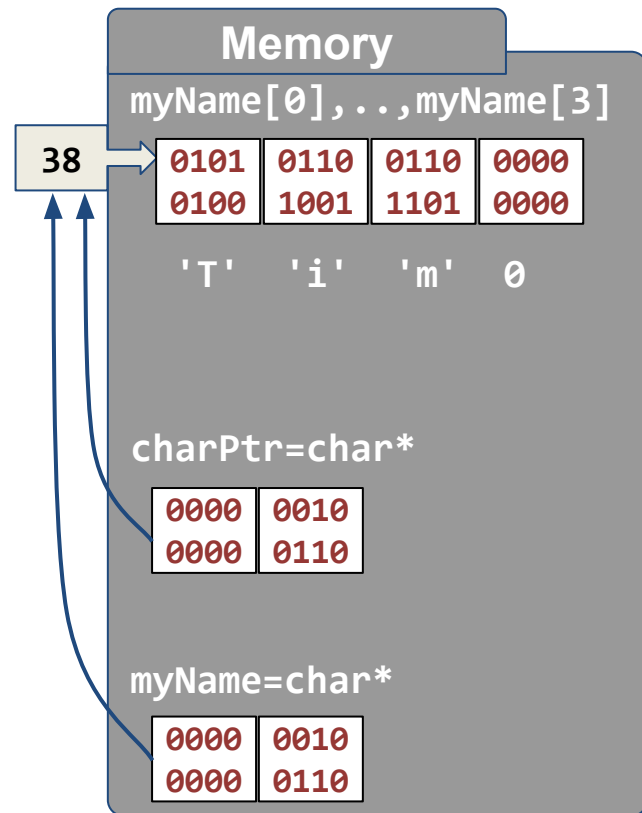 Memory
myName[0],..,myName[3]
38
0101 0110 0110 0000
0100 1001 1101 0000
'T' 'i' 'm' 0
charPtr=char*
0000 0010
0000 0110
myName=char*
0000 0010
0000 0110